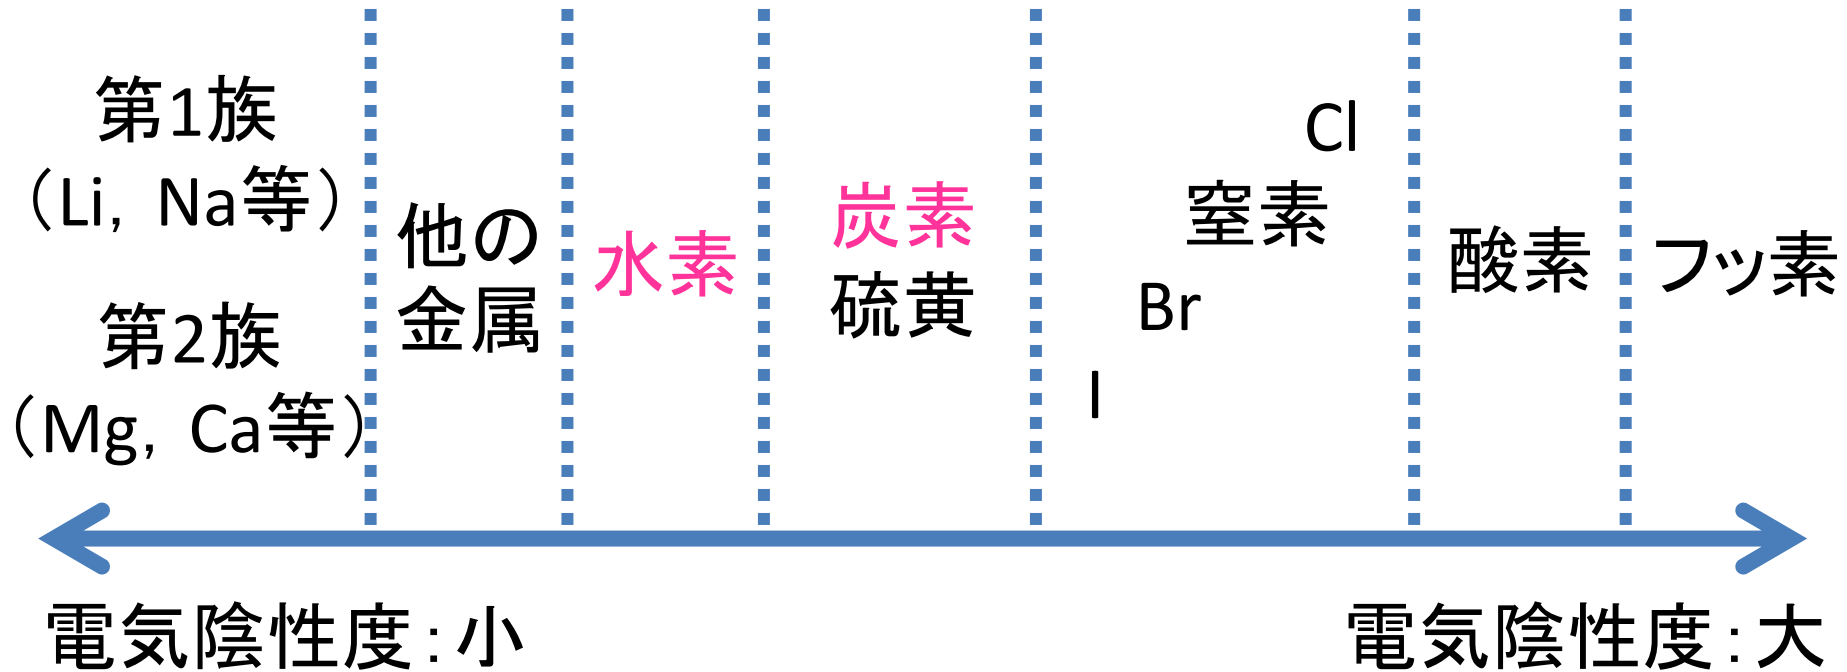 第1族
（Li, Na等）
第2族
（Mg, Ca等）
他の
金属
水素
炭素
硫黄
Cl
窒素
Br
I
酸素
フッ素
電気陰性度：小
電気陰性度：大